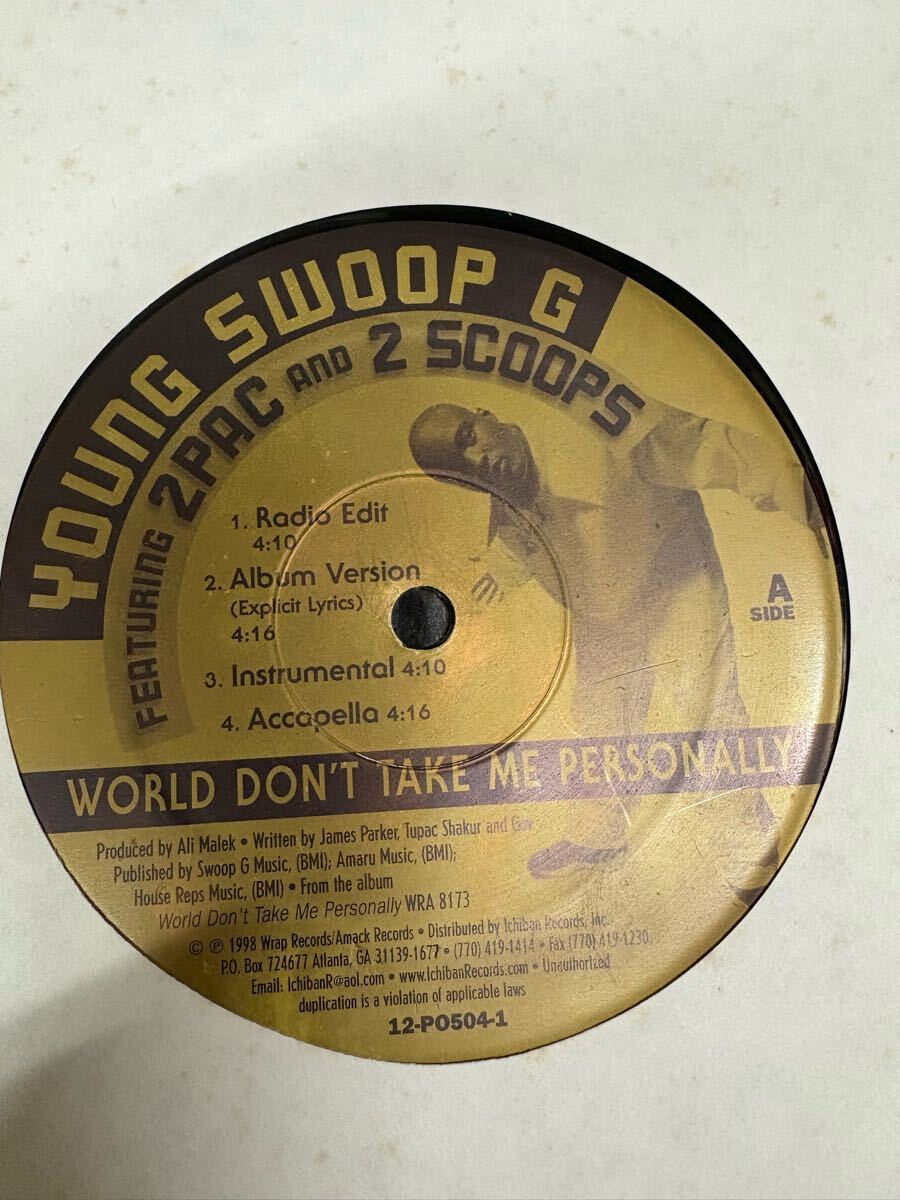 YOUNG SWOOP G
FEATURING 2PAC AND 2 SCOOPS
1. Radio Edit
4:10
2. Album Version
(Explicit Lyrics)
4:16
3. Instrumental 4:10
4. Accapella 4:16
A
SIDE
WORLD DON'T TAKE ME PERSONALLY
Produced by Ali Malek • Written by James Parker, Tupac Shakur and
Published by Swoop G Music, (BMI); Amaru Music, (BMI);
House Reps Music, (BMI) • From the album
World Don't Take Me Personally WRA 8173
© ℗ 1998 Wrap Records/Amack Records • Distributed by Ichiban Records, Inc.
P.O. Box 724677 Atlanta, GA 31139-1677 • (770) 419-1414 • Fax (770) 419-1230
Email: IchibanR@aol.com • www.IchibanRecords.com • Unauthorized
duplication is a violation of applicable laws
12-PO504-1